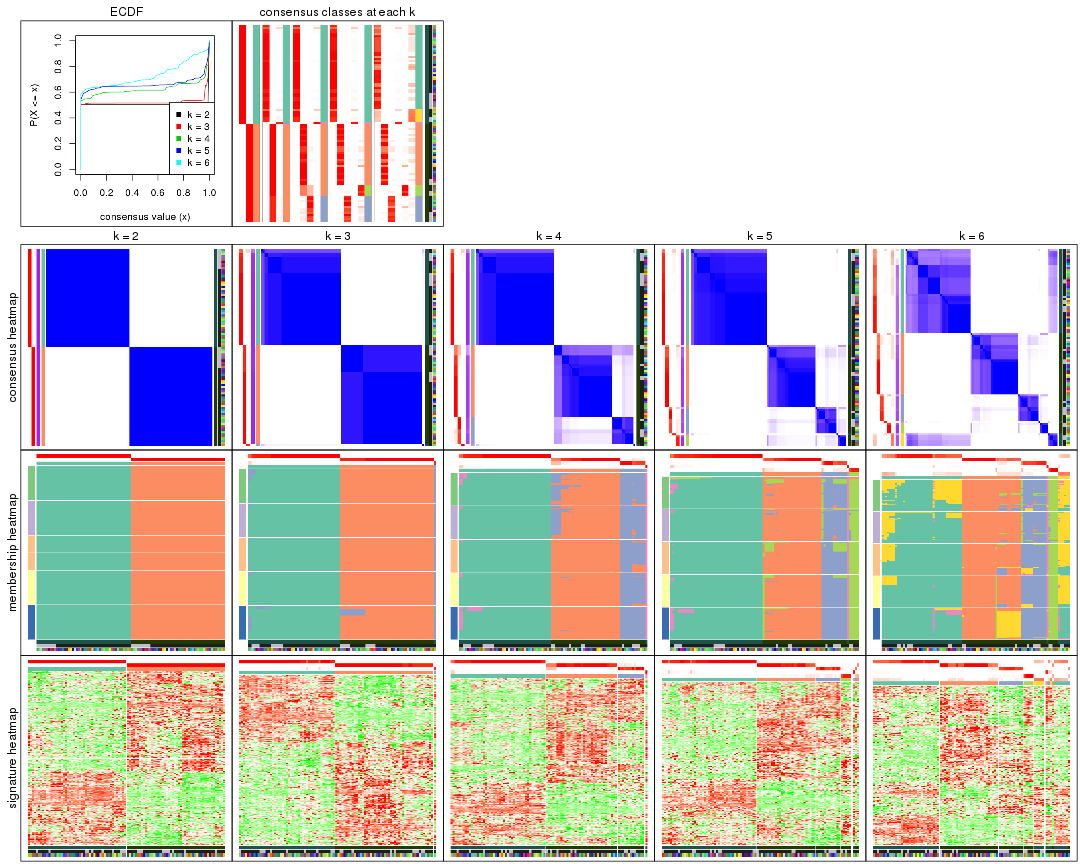 ECDF
consensus classes at each k
P(X <= x)
0.0 0.2 0.4 0.6 0.8 1.0
k = 2
k = 3
k = 4
k = 5
k = 6
0.0 0.2 0.4 0.6 0.8 1.0
consensus value (x)
k = 2
k = 3
k = 4
k = 5
k = 6
consensus heatmap
membership heatmap
signature heatmap